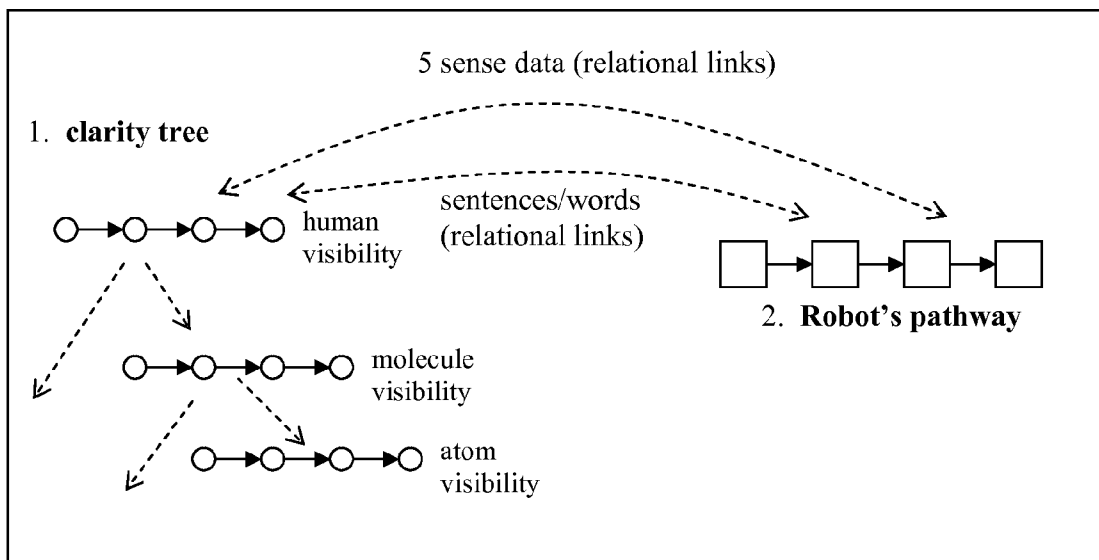 5 sense data (relational links)
1. clarity tree
sentences/words
(relational links)
human
visibility
2. Robot's pathway
molecule
visibility
atom
visibility